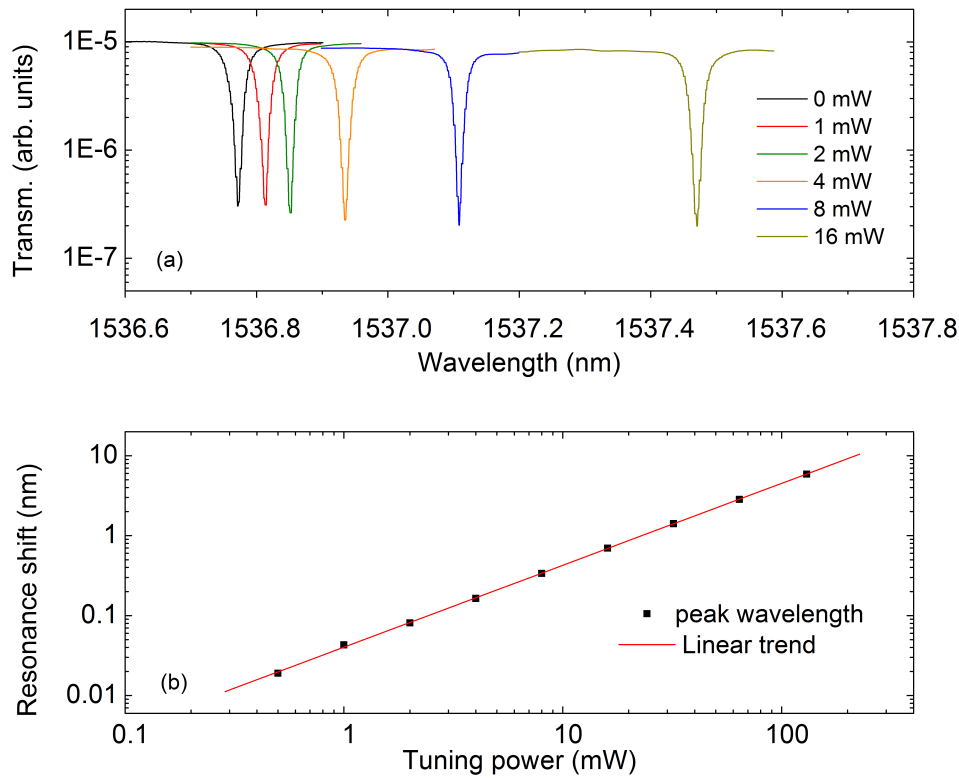 1E-5
1E-6
1E-7
Transm. (arb. units)
0 mW
1 mW
2 mW
4 mW
8 mW
16 mW
(a)
1536.6 1536.8 1537.0 1537.2 1537.4 1537.6 1537.8
Wavelength (nm)
10
1
0.1
0.01
Resonance shift (nm)
peak wavelength
Linear trend
(b)
0.1 1 10 100
Tuning power (mW)